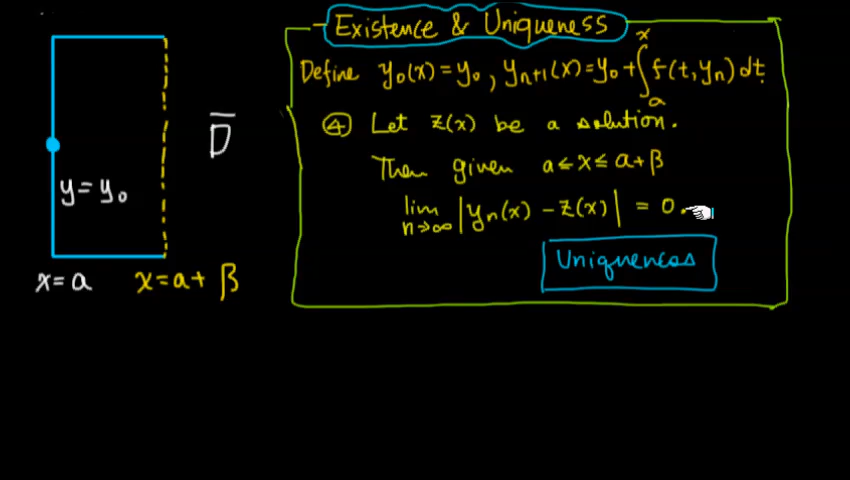 Existence & Uniqueness
Define y₀(x)=y₀, yₙ₊₁(x)=y₀+∫ₐˣ f(t,yₙ)dt.
④ Let z(x) be a solution.
Then given a≤x≤a+β
lim n→∞ |yₙ(x) - z(x)| = 0.
Uniqueness
D̅
y=y₀
x=a
x=a+β